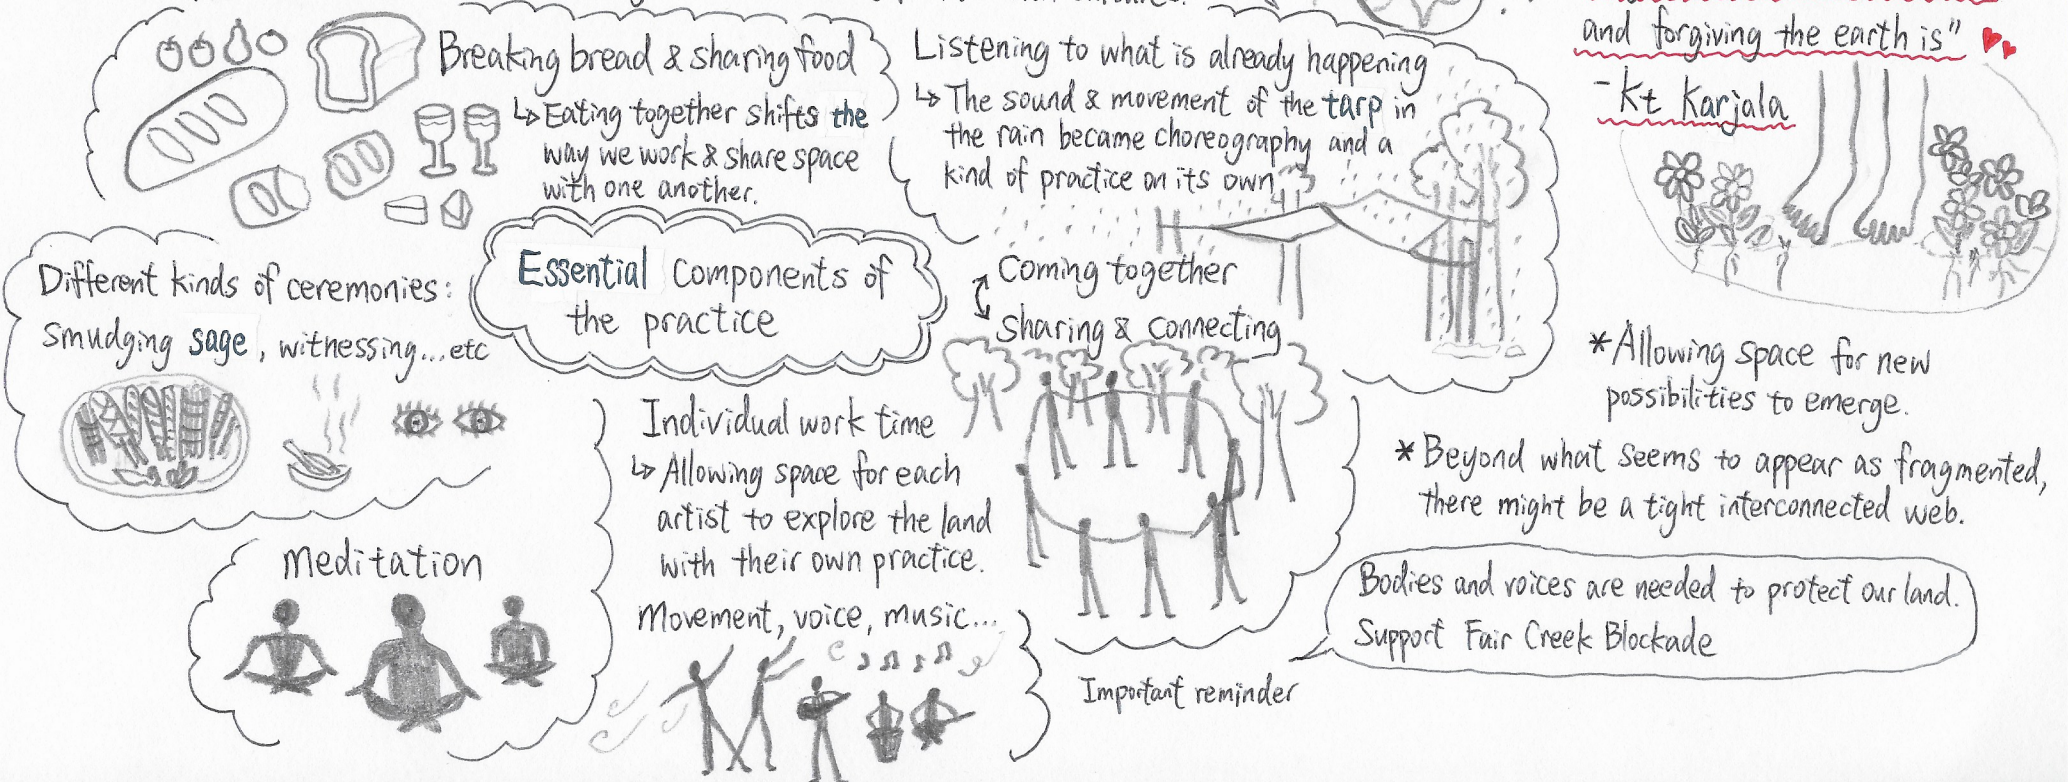 Breaking bread & sharing food
↳ Eating together shifts the
way we work & share space
with one another.
Listening to what is already happening
↳ The sound & movement of the tarp in
the rain became choreography and a
kind of practice on its own
and forgiving the earth is"
- Kt Karjala
Different kinds of ceremonies:
smudging sage, witnessing...etc
Essential components of
the practice
Coming together
sharing & connecting
Individual work time
↳ Allowing space for each
artist to explore the land
with their own practice.
Movement, voice, music...
Meditation
*Allowing space for new
possibilities to emerge.
*Beyond what seems to appear as fragmented,
there might be a tight interconnected web.
Bodies and voices are needed to protect our land.
Support Fair Creek Blockade
Important reminder